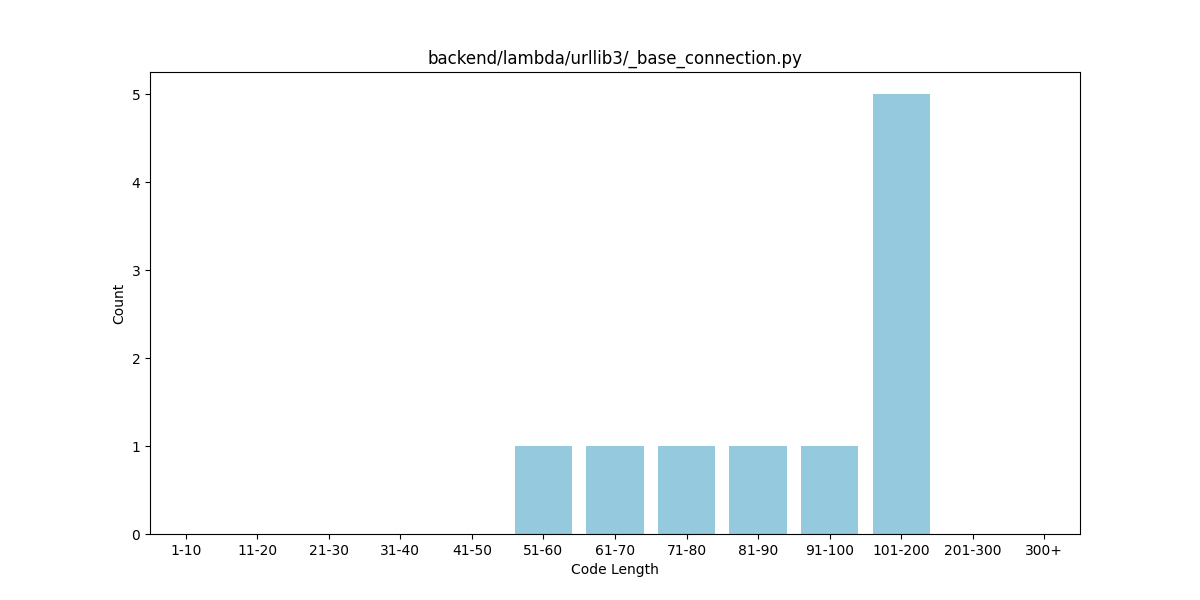 backend/lambda/urllib3/_base_connection.py
5
4
3
2
1
0
Count
1-10 11-20 21-30 31-40 41-50 51-60 61-70 71-80 81-90 91-100 101-200 201-300 300+
Code Length